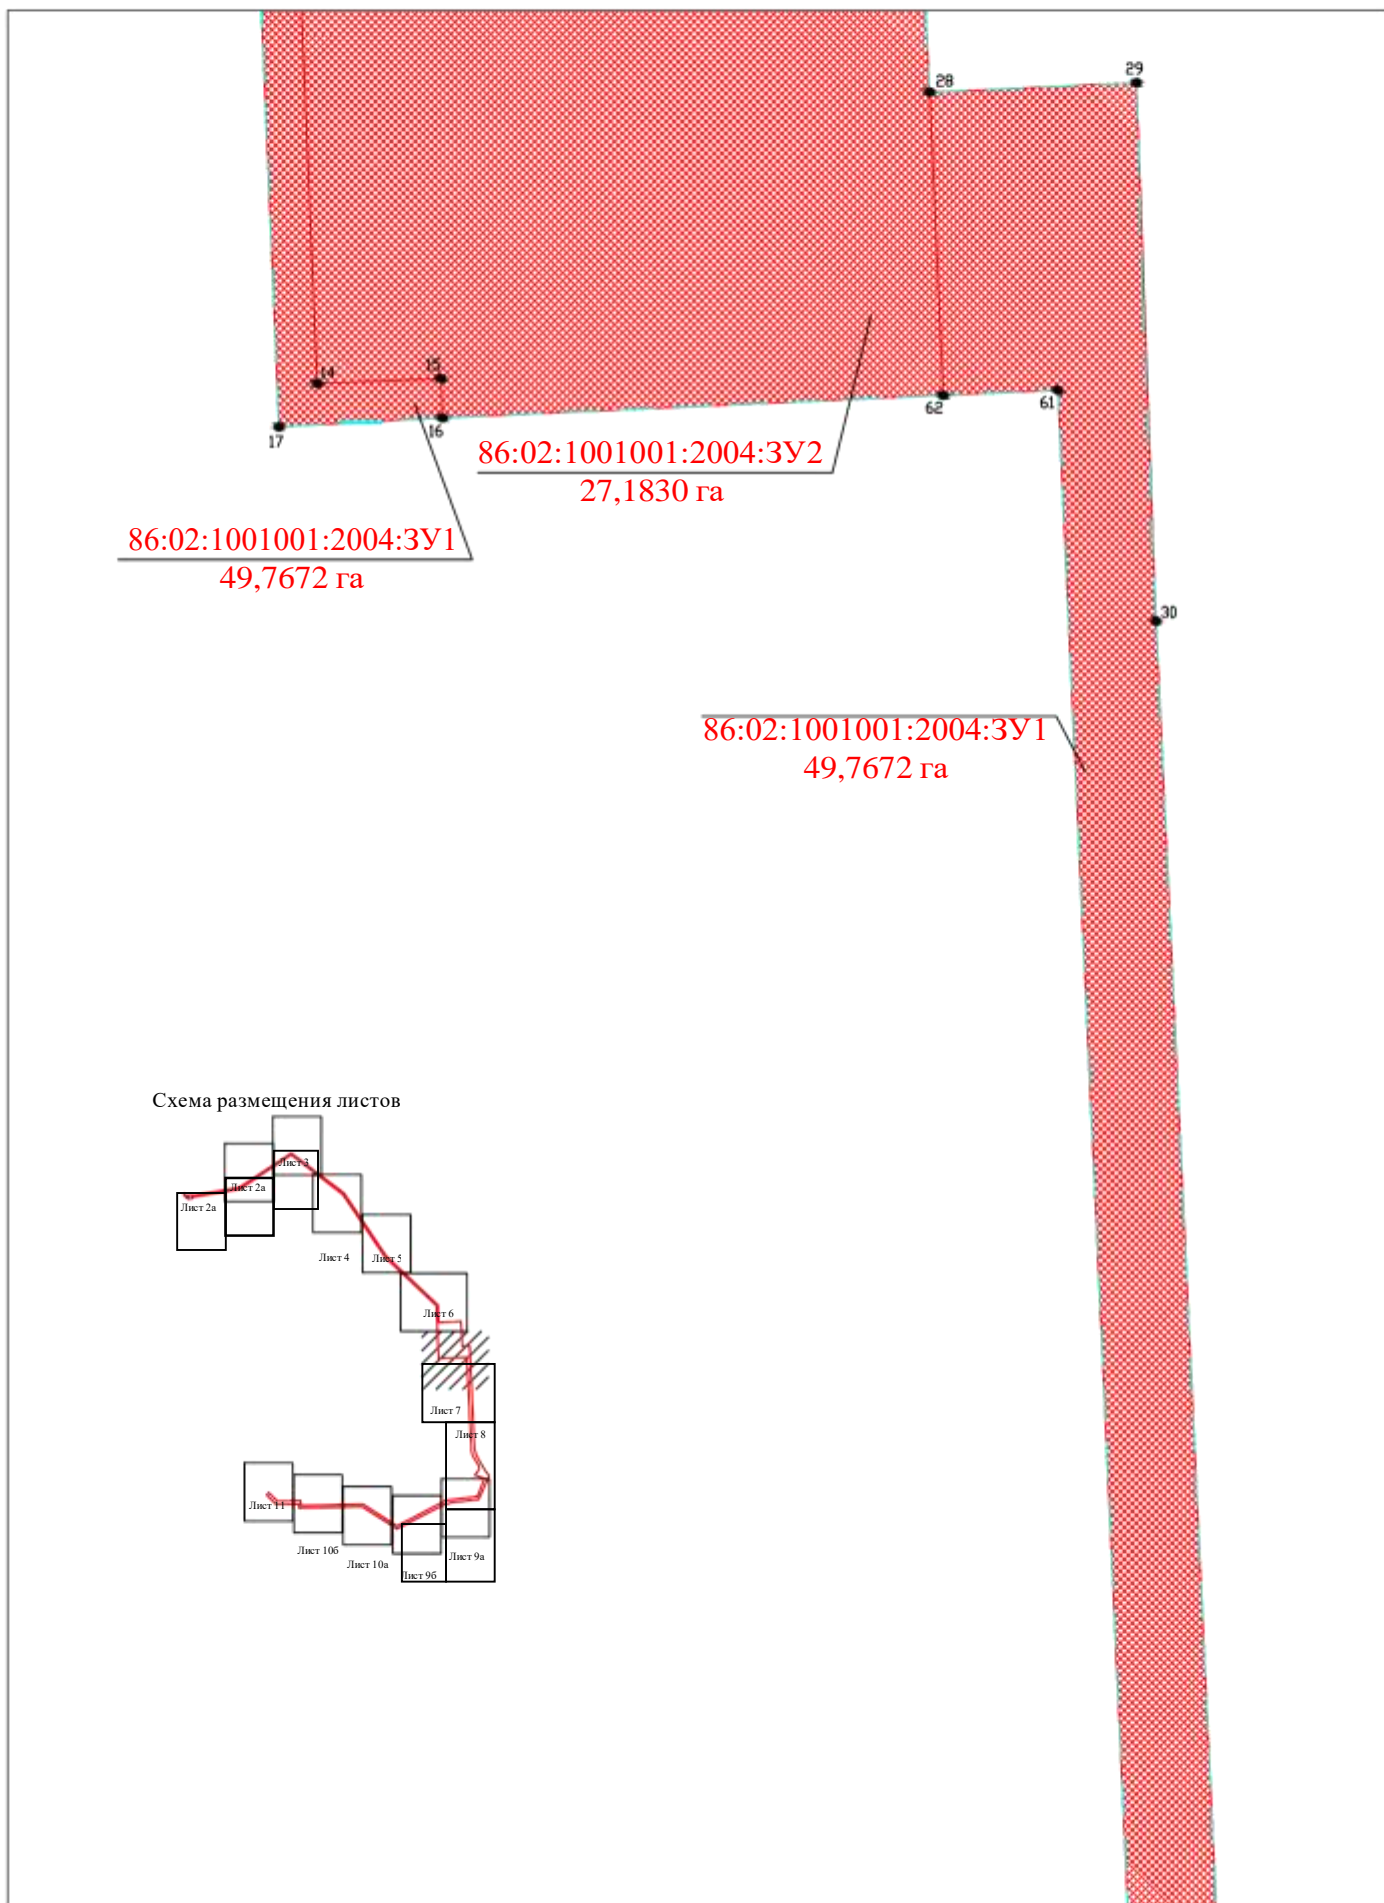 29
28
14
15
62
61
17
16
86:02:1001001:2004:ЗУ2
27,1830 га
86:02:1001001:2004:ЗУ1
49,7672 га
30
86:02:1001001:2004:ЗУ1
49,7672 га
Схема размещения листов
Лист 3
Лист 2а
Лист 2а
Лист 4
Лист 5
Лист 6
Лист 7
Лист 8
Лист 11
Лист 10б
Лист 10а
Лист 9а
Лист 9б